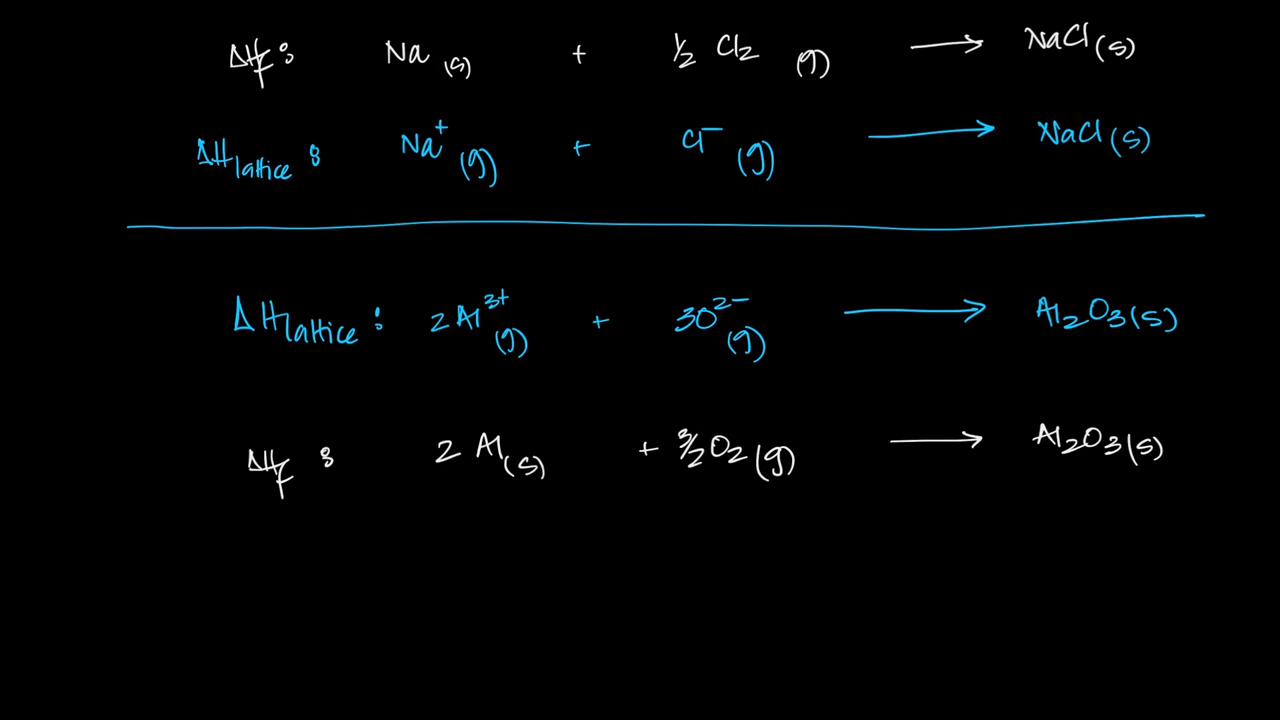 ΔHf : Na (s) + ½ Cl₂ (g) ⟶ NaCl (s)
ΔHlattice : Na⁺ (g) + Cl⁻ (g) ⟶ NaCl (s)
ΔHlattice : 2Al³⁺ (g) + 3O²⁻ (g) ⟶ Al₂O₃ (s)
ΔHf : 2 Al (s) + 3/2 O₂ (g) ⟶ Al₂O₃ (s)